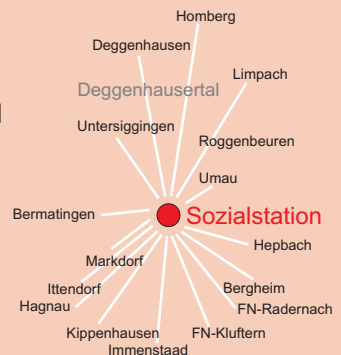 Homberg
Deggenhausen
Limpach
Deggenhausertal
Untersiggingen
Roggenbeuren
Umau
Bermatingen
Sozialstation
Hepbach
Markdorf
Ittendorf
Bergheim
Hagnau
FN-Radernach
Kippenhausen
FN-Kluftern
Immenstaad